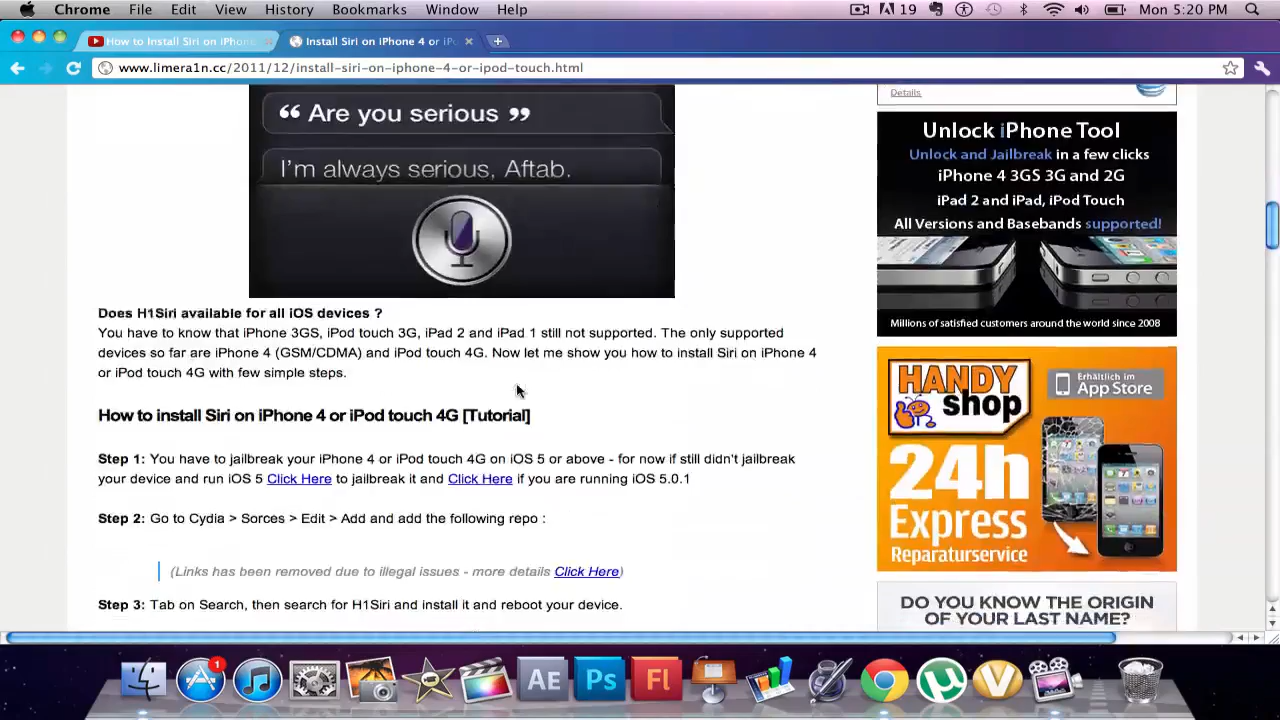 Chrome File Edit View History Bookmarks Window Help 19 Mon 5:20 PM
How to Install Siri on iPhone
Install Siri on iPhone 4 or iPo
www.limera1n.cc/2011/12/install-siri-on-iphone-4-or-ipod-touch.html
“ Are you serious ”
I'm always serious, Aftab.
Does H1Siri available for all iOS devices ?
You have to know that iPhone 3GS, iPod touch 3G, iPad 2 and iPad 1 still not supported. The only supported
devices so far are iPhone 4 (GSM/CDMA) and iPod touch 4G. Now let me show you how to install Siri on iPhone 4
or iPod touch 4G with few simple steps.
How to install Siri on iPhone 4 or iPod touch 4G [Tutorial]
Step 1: You have to jailbreak your iPhone 4 or iPod touch 4G on iOS 5 or above - for now if still didn't jailbreak
your device and run iOS 5 Click Here to jailbreak it and Click Here if you are running iOS 5.0.1
Step 2: Go to Cydia > Sorces > Edit > Add and add the following repo :
(Links has been removed due to illegal issues - more details Click Here)
Step 3: Tab on Search, then search for H1Siri and install it and reboot your device.
Details
Unlock iPhone Tool
Unlock and Jailbreak in a few clicks
iPhone 4 3GS 3G and 2G
iPad 2 and iPad, iPod Touch
All Versions and Basebands supported!
Millions of satisfied customers around the world since 2008
HANDY
shop
Erhältlich im
App Store
24h
Express
Reparaturservice
DO YOU KNOW THE ORIGIN
OF YOUR LAST NAME?
1
AE
Ps
Fl
µ
V